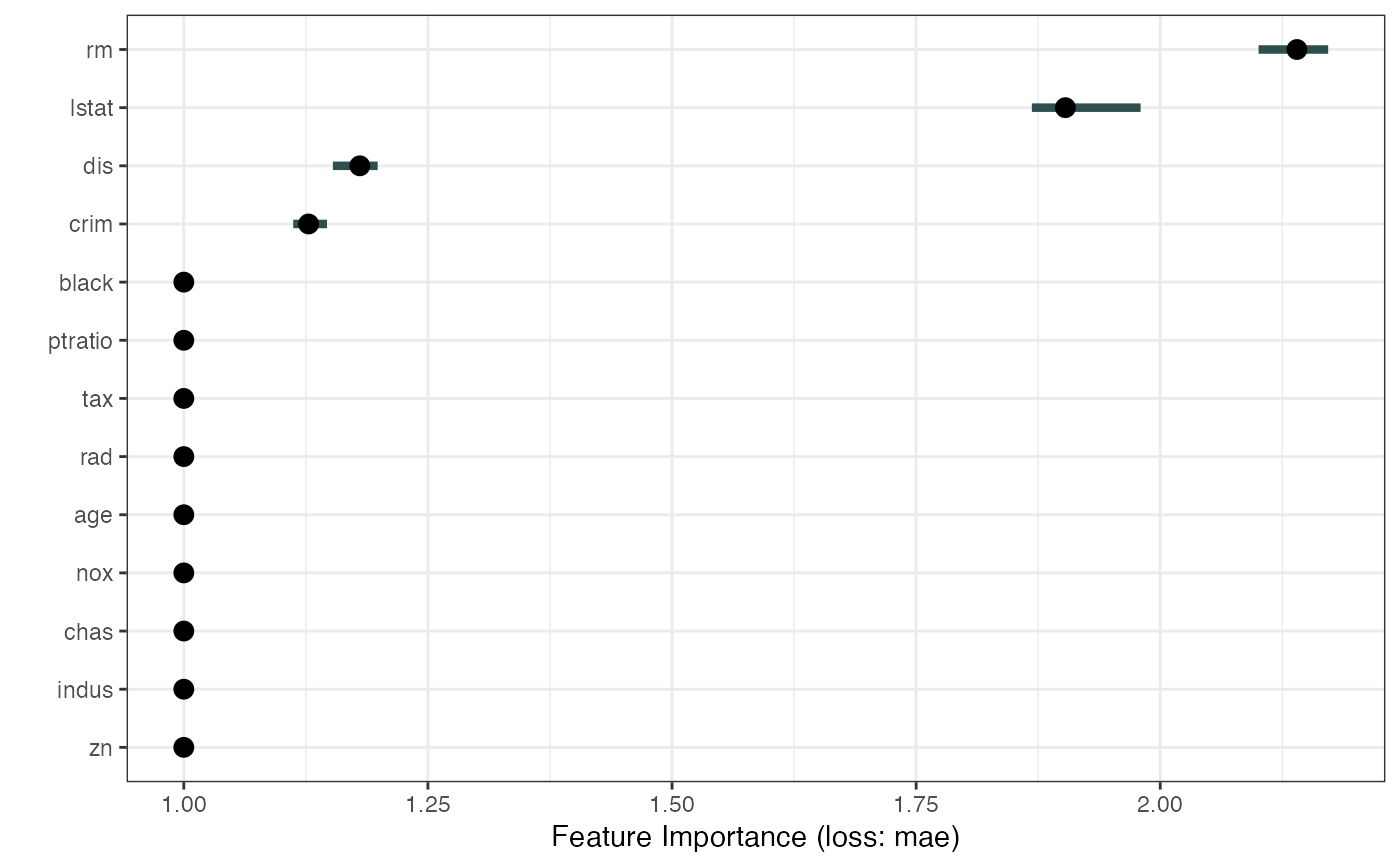 rm
lstat
dis
crim
black
ptratio
tax
rad
age
nox
chas
indus
zn
1.00 1.25 1.50 1.75 2.00
Feature Importance (loss: mae)